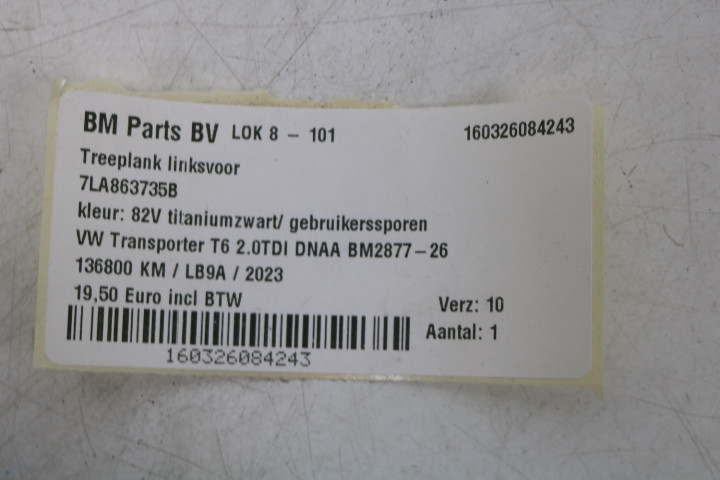 BM Parts BV LOK 8 - 101 160326084243
Treeplank linksvoor
7LA863735B
kleur: 82V titaniumzwart/ gebruikerssporen
VW Transporter T6 2.0TDI DNAA BM2877-26
136800 KM / LB9A / 2023
19,50 Euro incl BTW Verz: 10
Aantal: 1
160326084243